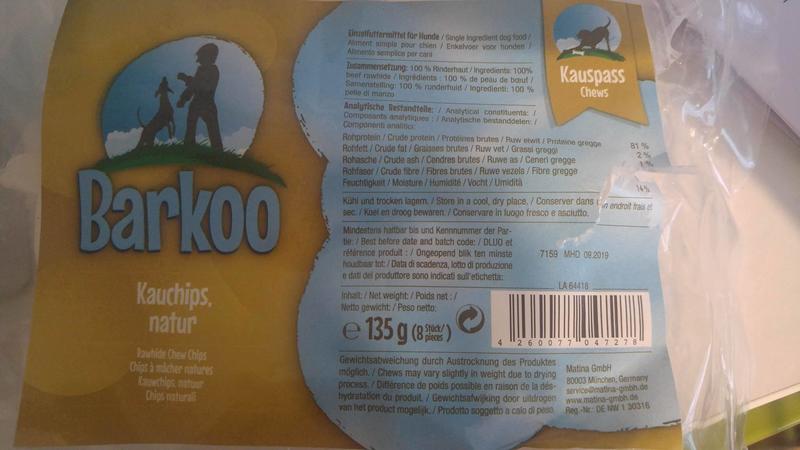 Barkoo
Kauchips,
natur
Rawhide Chew Chips
Chips à mâcher natures
Kauwchips, natuur
Chips naturali
Einzelfuttermittel für Hunde / Single ingredient dog food /
Aliment simple pour chien / Enkelvoer voor honden /
Alimento semplice per cani
Zusammensetzung: 100 % Rinderhaut / Ingredients: 100%
beef rawhide / Ingrédients : 100 % de peau de bœuf /
Samenstelling: 100 % runderhuid / Ingredienti: 100 %
pelle di manzo
Analytische Bestandteile: / Analytical constituents: /
Composants analytiques : / Analytische bestanddelen: /
Componenti analitici:
Rohprotein / Crude protein / Protéines brutes / Ruw eiwit / Proteine gregge 81 %
Rohfett / Crude fat / Graisses brutes / Ruw vet / Grassi greggi 2 %
Rohasche / Crude ash / Cendres brutes / Ruwe as / Ceneri gregge 1 %
Rohfaser / Crude fibre / Fibres brutes / Ruwe vezels / Fibre gregge
Feuchtigkeit / Moisture / Humidité / Vocht / Umidità 14%
Kühl und trocken lagern. / Store in a cool, dry place. / Conserver dans un endroit frais et
sec. / Koel en droog bewaren. / Conservare in luogo fresco e asciutto.
Mindestens haltbar bis und Kennnummer der Par-
tie: / Best before date and batch code: / DLUO et
référence produit : / Ongeopend blik ten minste
houdbaar tot: / Data di scadenza, lotto di produzione
e dati del produttore sono indicati sull'etichetta:
7159 MHD 09.2019
LA 64418
Inhalt: / Net weight: / Poids net : /
Netto gewicht: / Peso netto:
e 135 g (8 Stück/ pieces)
4 260077 047278
Gewichtsabweichung durch Austrocknung des Produktes
möglich. / Chews may vary slightly in weight due to drying
process. / Différence de poids possible en raison de la dés-
hydratation du produit. / Gewichtsafwijking door uitdrogen
van het product mogelijk. / Prodotto soggetto a calo di peso.
Matina GmbH
80003 München, Germany
service@matina-gmbh.de
www.matina-gmbh.de
Reg.-Nr.: DE NW 1 30316
Kauspass
Chews